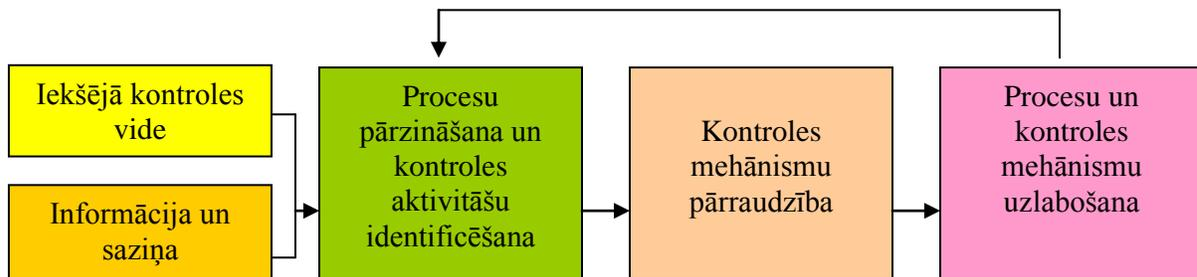 Iekšējā kontroles
vide
Informācija un
saziņa
Procesu
pārzināšana un
kontroles
aktivitāšu
identificēšana
Kontroles
mehānismu
pārraudzība
Procesu un
kontroles
mehānismu
uzlabošana